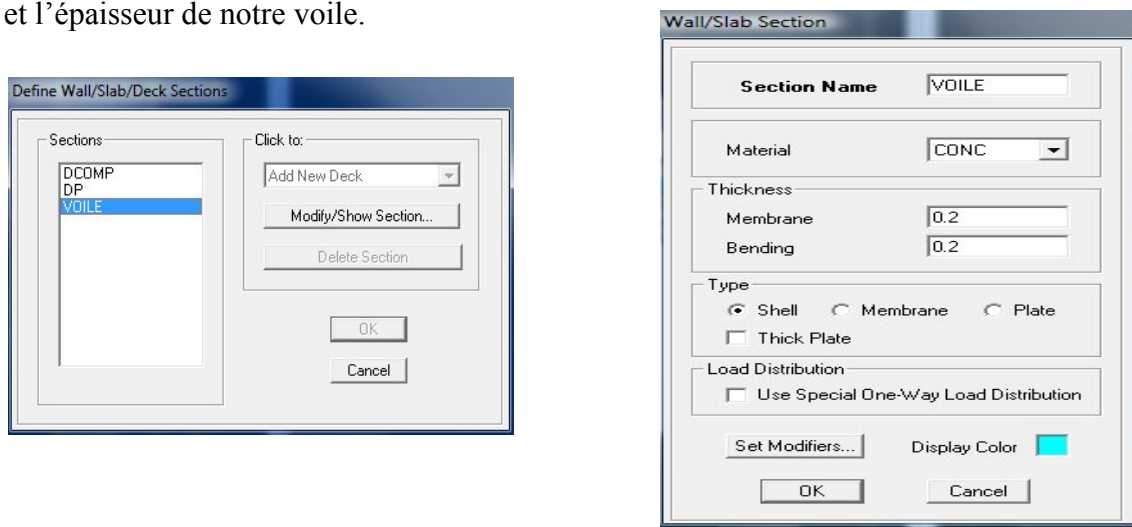 et l’épaisseur de notre voile.
Define Wall/Slab/Deck Sections
Sections
DCOMP
DP
VOILE
Click to:
Add New Deck
Modify/Show Section...
Delete Section
OK
Cancel
Wall/Slab Section
Section Name VOILE
Material CONC
Thickness
Membrane 0.2
Bending 0.2
Type
Shell Membrane Plate
Thick Plate
Load Distribution
Use Special One-Way Load Distribution
Set Modifiers... Display Color
OK Cancel